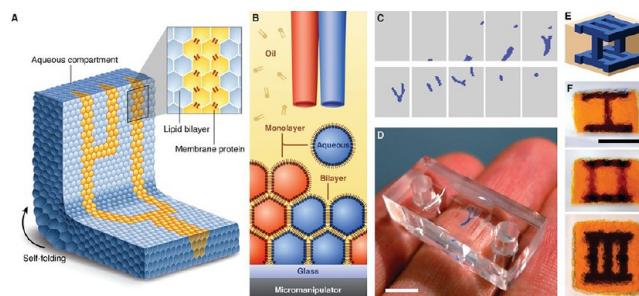 A
Aqueous compartment
Lipid bilayer
Membrane protein
Self-folding
B
Oil
Monolayer
Aqueous
Bilayer
Glass
Micromanipulator
C
D
E
F